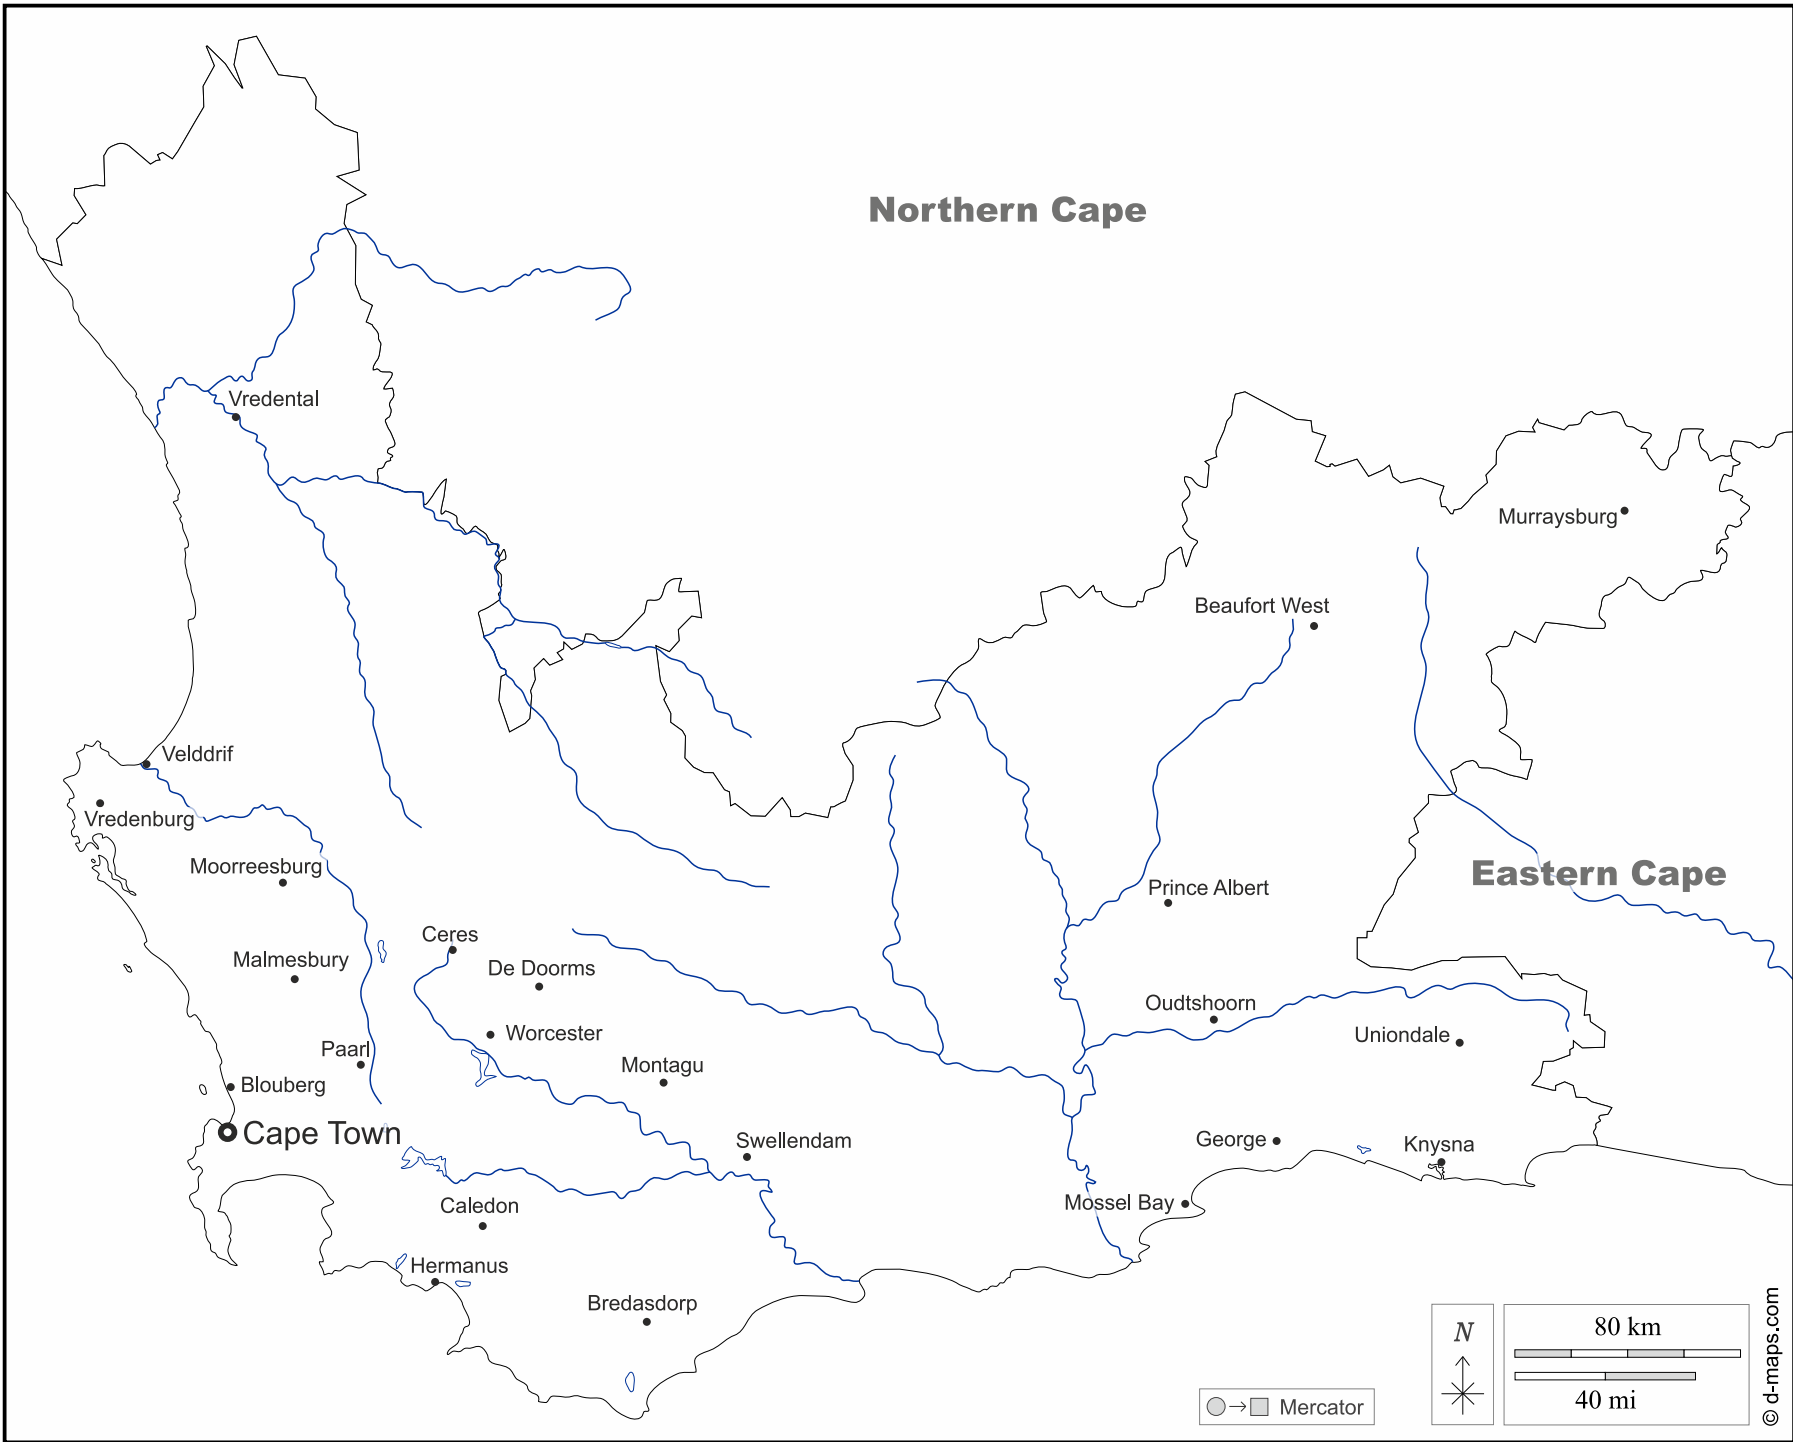 Northern Cape
Vredental
Murraysburg
Beaufort West
Velddrif
Vredenburg
Moorreesburg
Eastern Cape
Prince Albert
Ceres
Malmesbury
De Doorms
Oudtshoorn
Worcester
Uniondale
Paarl
Montagu
Blouberg
Cape Town
Swellendam
George
Knysna
Caledon
Mossel Bay
Hermanus
Bredasdorp
N
80 km
40 mi
Mercator
© d-maps.com